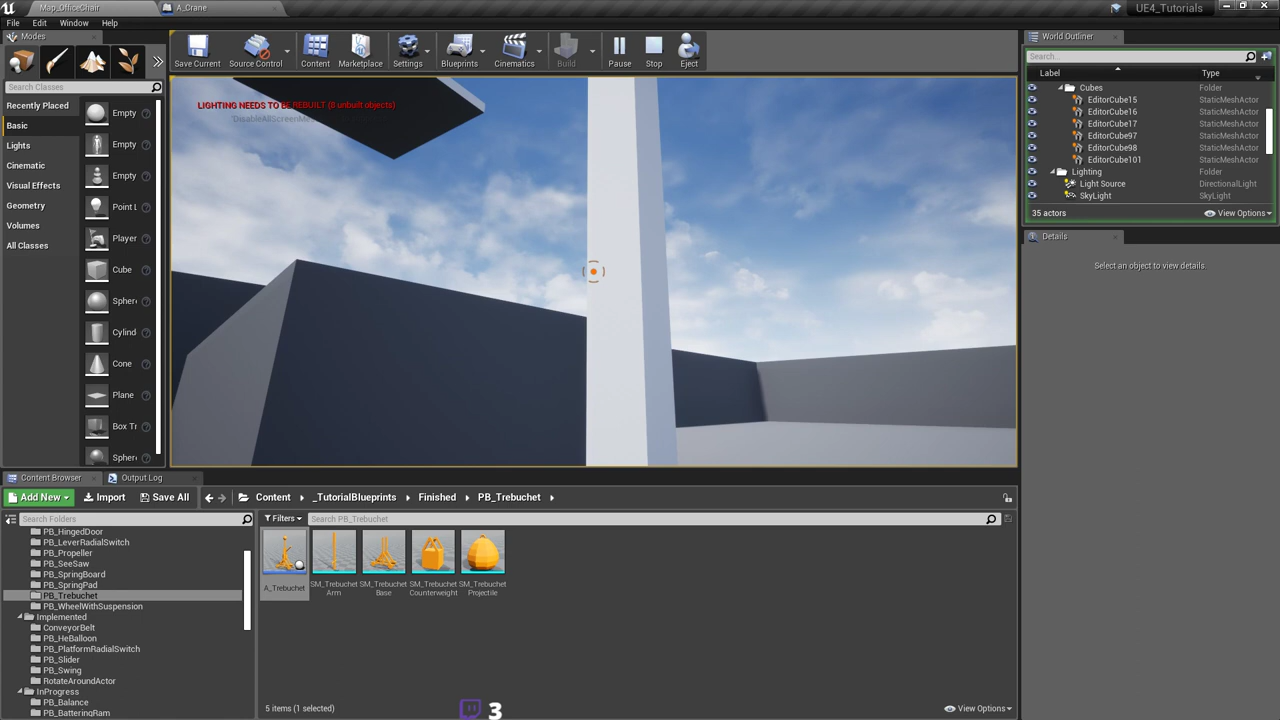 Map_OfficeChair
A_Crane
UE4_Tutorials
File Edit Window Help
Modes
Search Classes
Recently Placed
Basic
Lights
Cinematic
Visual Effects
Geometry
Volumes
All Classes
Empty
Empty
Empty
Point L
Player
Cube
Spher
Cylind
Cone
Plane
Box Tr
Spher
Save Current
Source Control
Content
Marketplace
Settings
Blueprints
Cinematics
Build
Pause
Stop
Eject
LIGHTING NEEDS TO BE REBUILT (8 unbuilt objects)
World Outliner
Search...
Label Type
Cubes Folder
EditorCube15 StaticMeshActor
EditorCube16 StaticMeshActor
EditorCube17 StaticMeshActor
EditorCube97 StaticMeshActor
EditorCube98 StaticMeshActor
EditorCube101 StaticMeshActor
Lighting Folder
Light Source DirectionalLight
SkyLight SkyLight
35 actors
View Options
Details
Select an object to view details
Content Browser
Output Log
Add New
Import
Save All
Content
_TutorialBlueprints
Finished
PB_Trebuchet
Search Folders
Filters
Search PB_Trebuchet
PB_HingedDoor
PB_LeverRadialSwitch
PB_Propeller
PB_SeeSaw
PB_SpringBoard
PB_SpringPad
PB_Trebuchet
PB_WheelWithSuspension
Implemented
ConveyorBelt
PB_HeBalloon
PB_PlatformRadialSwitch
PB_Slider
PB_Swing
RotateAroundActor
InProgress
PB_Balance
PB_BatteringRam
A_Trebuchet
SM_Trebuchet
Arm
SM_Trebuchet
Base
SM_Trebuchet
Counterweight
SM_Trebuchet
Projectile
5 items (1 selected)
3
View Options